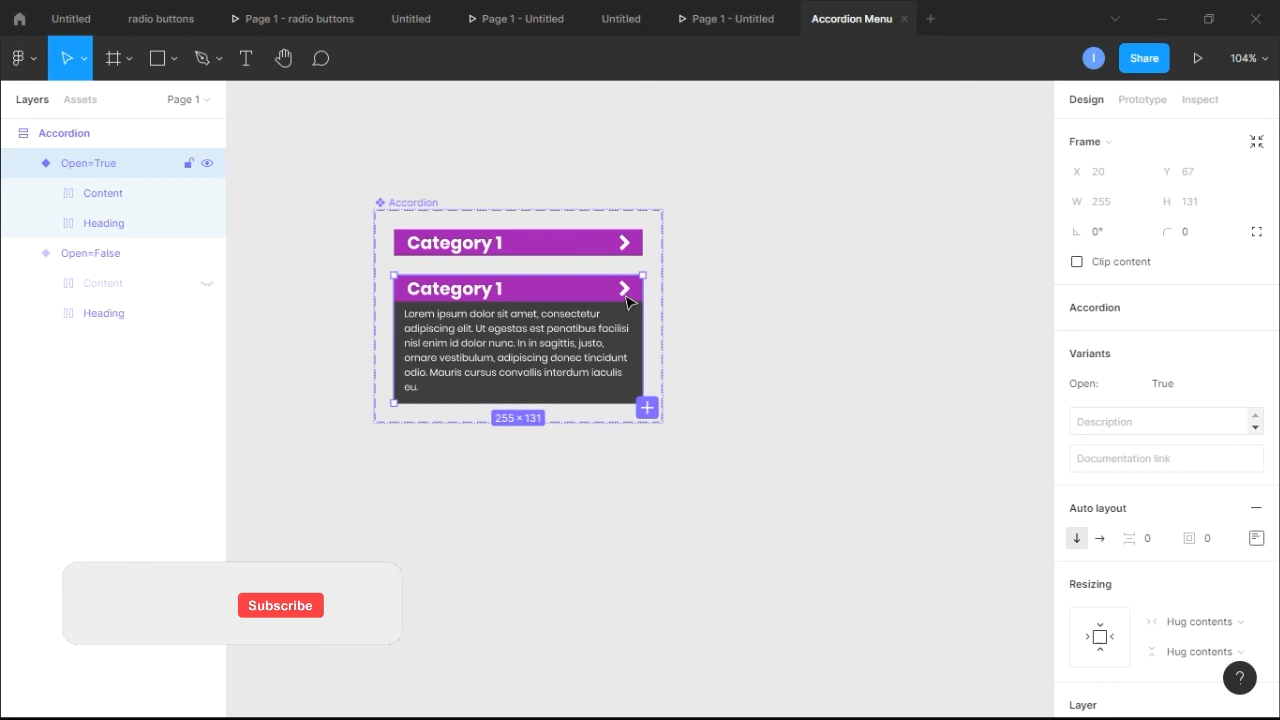 Untitled
radio buttons
Page 1 - radio buttons
Untitled
Page 1 - Untitled
Untitled
Page 1 - Untitled
Accordion Menu
I
Share
104%
Layers
Assets
Page 1
Accordion
Open=True
Content
Heading
Open=False
Content
Heading
Accordion
Category 1
Category 1
Lorem ipsum dolor sit amet, consectetur
adipiscing elit. Ut egestas est penatibus facilisi
nisl enim id dolor nunc. In in sagittis, justo,
ornare vestibulum, adipiscing donec tincidunt
odio. Mauris cursus convallis interdum iaculis
eu.
255 × 131
Subscribe
Design
Prototype
Inspect
Frame
X 20
Y 67
W 255
H 131
0°
0
Clip content
Accordion
Variants
Open: True
Description
Documentation link
Auto layout
0
0
Resizing
Hug contents
Hug contents
?
Layer